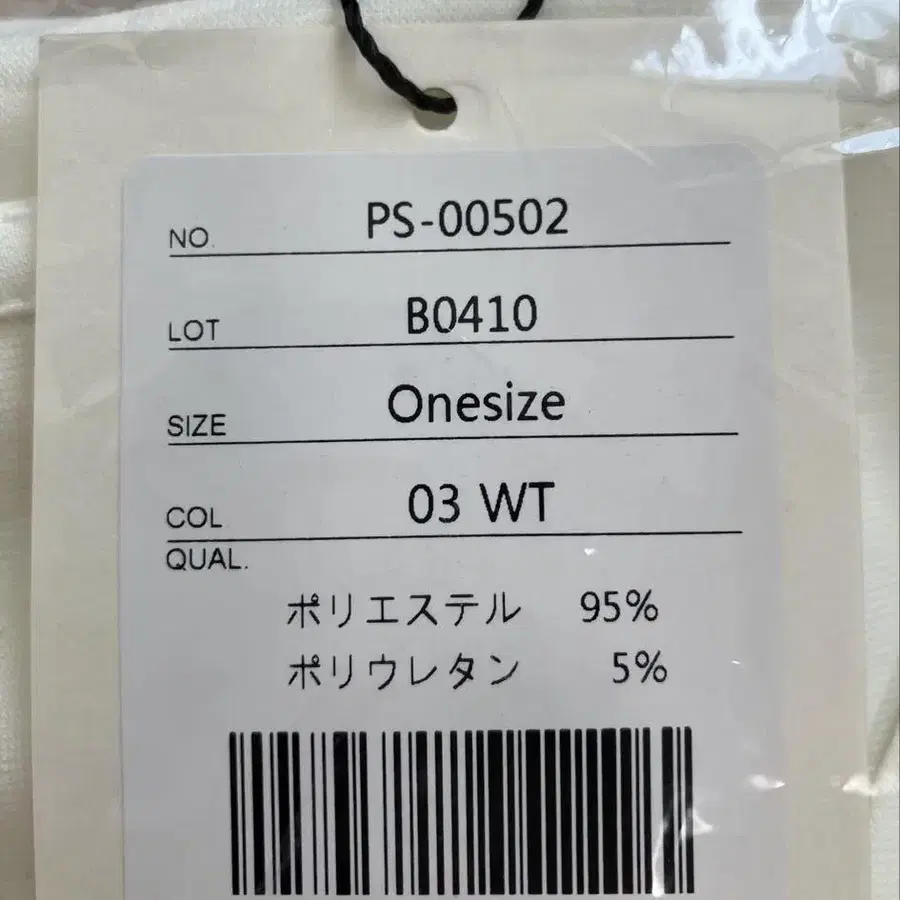 NO. PS-00502
LOT B0410
SIZE Onesize
COL 03 WT
QUAL.
ポリエステル 95%
ポリウレタン 5%